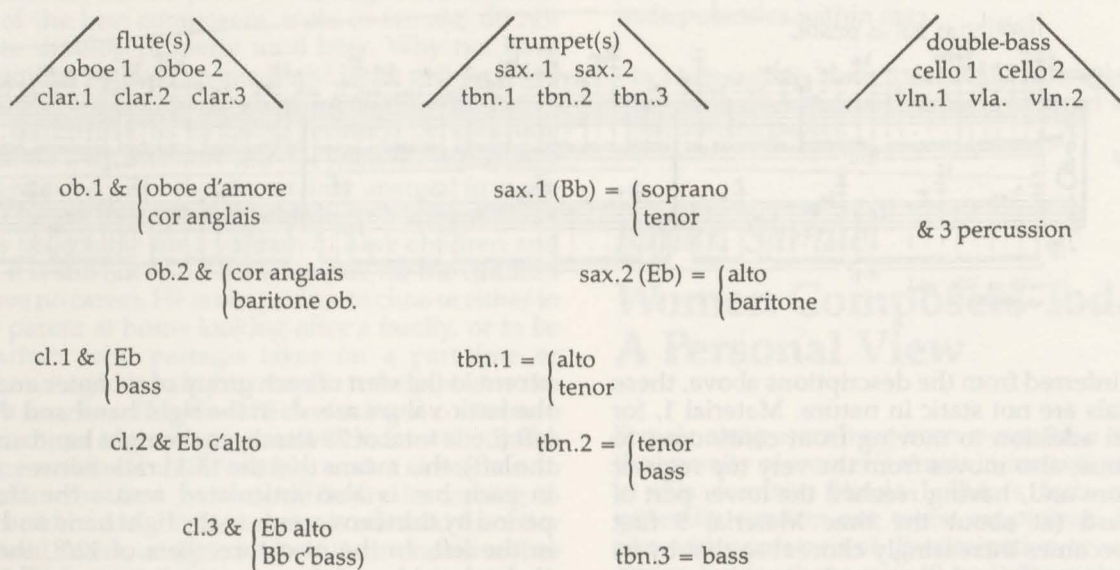 flute(s)
oboe 1 oboe 2
clar.1 clar.2 clar.3
trumpet(s)
sax.1 sax.2
tbn.1 tbn.2 tbn.3
double-bass
cello 1 cello 2
vln.1 vla. vln.2
ob.1 & {oboe d'amore
cor anglais
ob.2 & {cor anglais
baritone ob.
cl.1 & {Eb
bass
cl.2 & Eb c'alto
cl.3 & {Eb alto
Bb c'bass)
sax.1 (Bb) = {soprano
tenor
sax.2 (Eb) = {alto
baritone
tbn.1 = {alto
tenor
tbn.2 = {tenor
bass
tbn.3 = bass
& 3 percussion